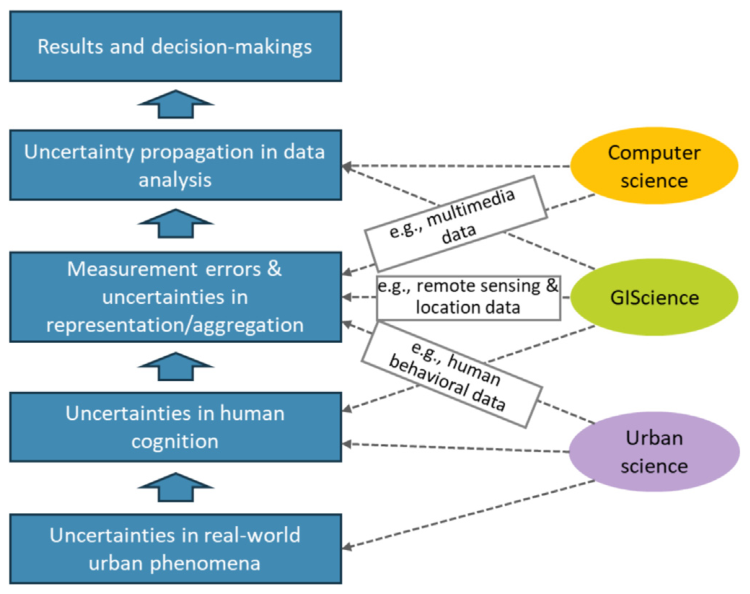 Results and decision-makings
Uncertainty propagation in data
analysis
Computer
science
e.g., multimedia
data
Measurement errors &
uncertainties in
representation/aggregation
e.g., remote sensing &
location data
GIScience
e.g., human
behavioral data
Uncertainties in human
cognition
Urban
science
Uncertainties in real-world
urban phenomena